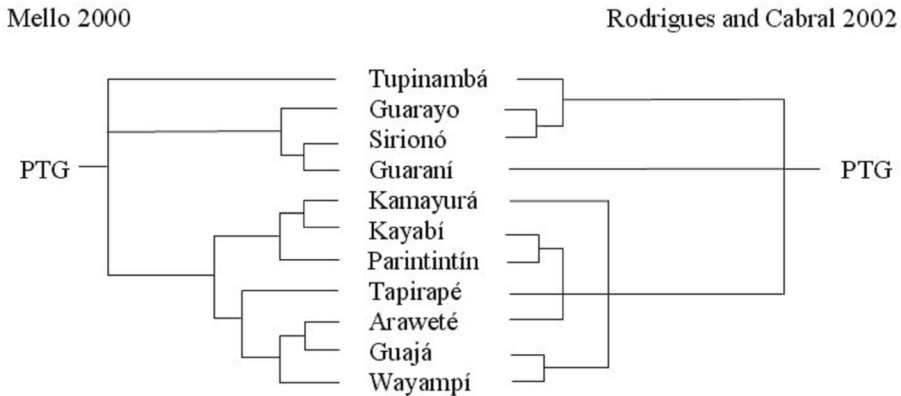 Mello 2000
Rodrigues and Cabral 2002
Tupinambá
Guarayo
Sirionó
PTG
Guaraní
PTG
Kamayurá
Kayabí
Parintintín
Tapirapé
Araweté
Guajá
Wayampí